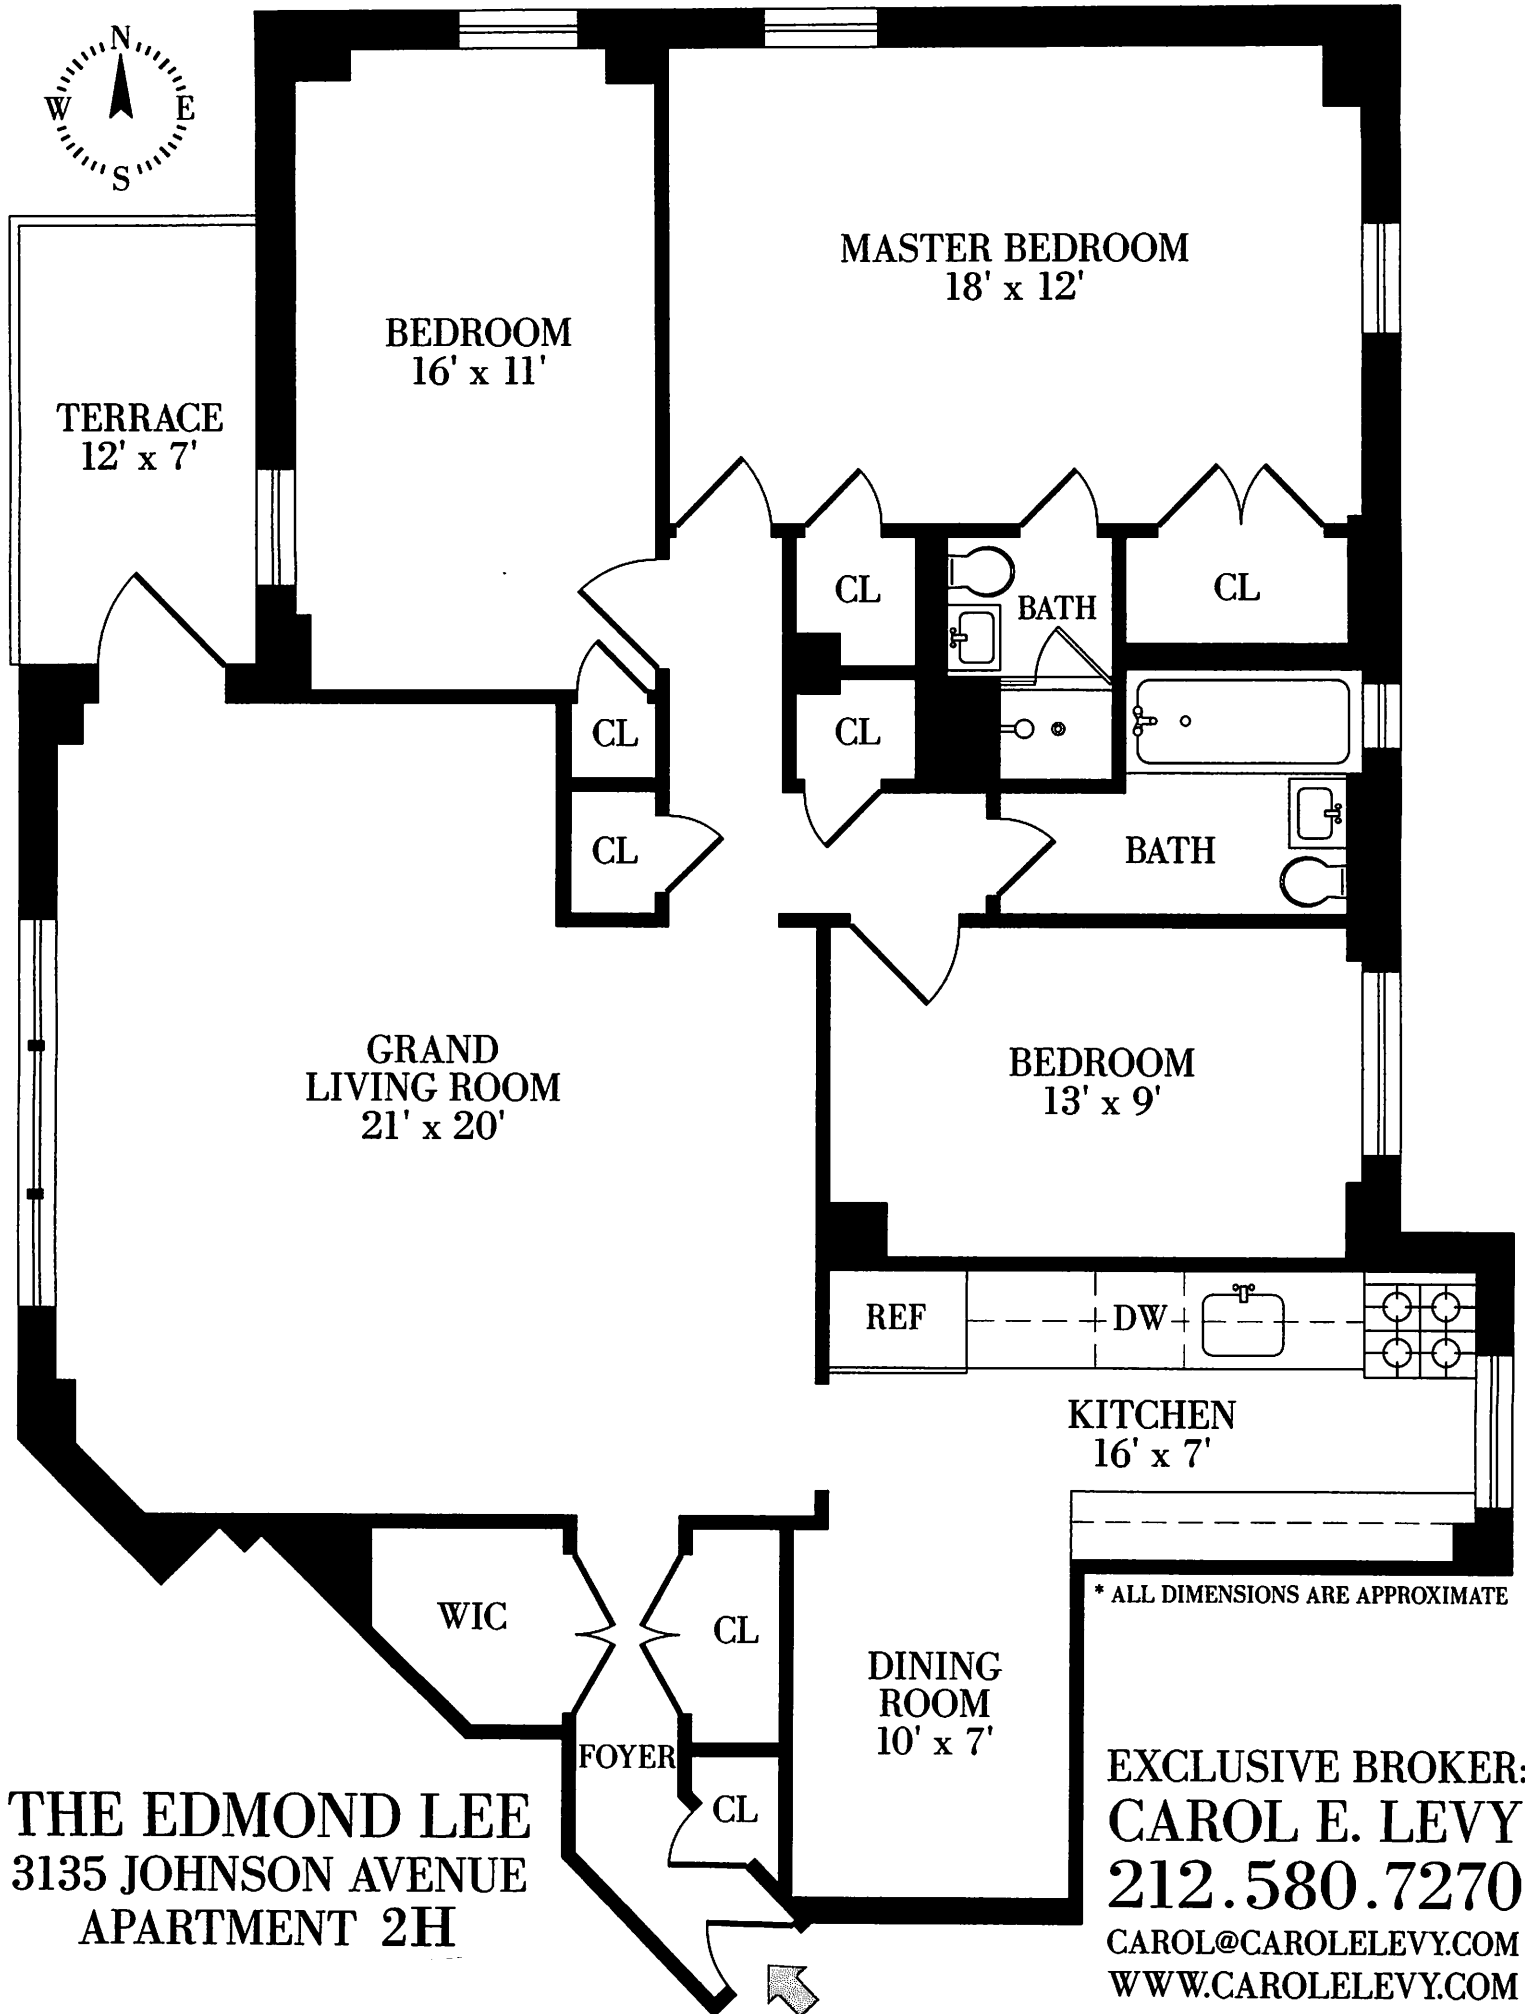 N
W E
S
MASTER BEDROOM
18' x 12'
BEDROOM
16' x 11'
TERRACE
12' x 7'
CL
BATH
CL
CL
CL
CL
BATH
GRAND
LIVING ROOM
21' x 20'
BEDROOM
13' x 9'
REF
DW
KITCHEN
16' x 7'
* ALL DIMENSIONS ARE APPROXIMATE
WIC
CL
DINING
ROOM
10' x 7'
FOYER
CL
THE EDMOND LEE
3135 JOHNSON AVENUE
APARTMENT 2H
EXCLUSIVE BROKER:
CAROL E. LEVY
212.580.7270
CAROL@CAROLELEVY.COM
WWW.CAROLELEVY.COM